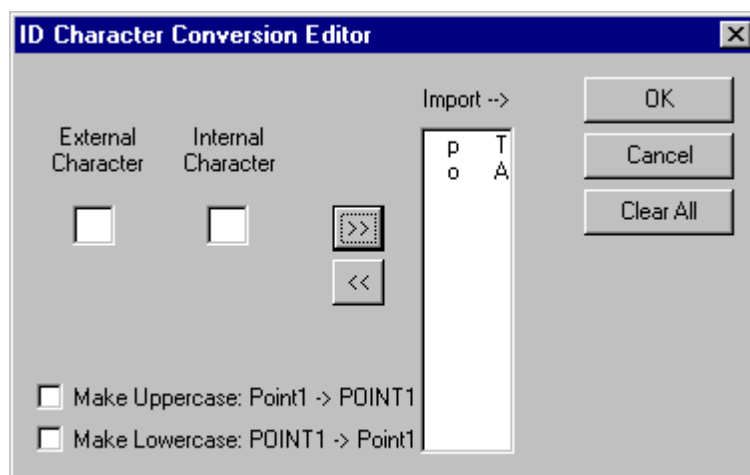 ID Character Conversion Editor
Import -->
OK
External Character
Internal Character
p T
o A
Cancel
Clear All
>>
<<
Make Uppercase: Point1 -> POINT1
Make Lowercase: POINT1 -> Point1